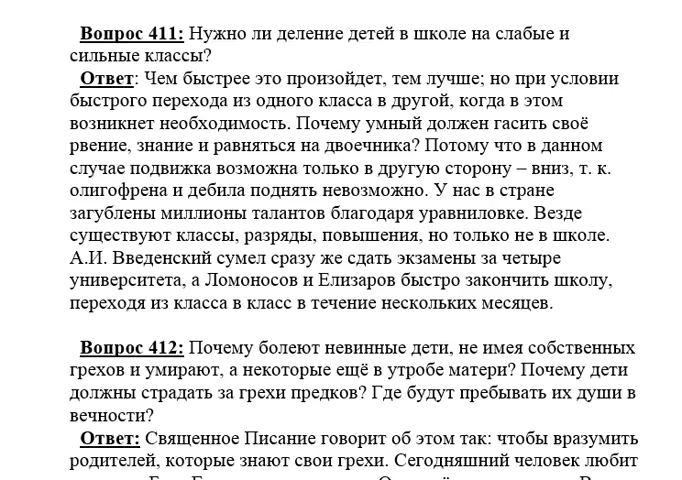 Вопрос 411: Нужно ли деление детей в школе на слабые и
сильные классы?
Ответ: Чем быстрее это произойдет, тем лучше; но при условии
быстрого перехода из одного класса в другой, когда в этом
возникнет необходимость. Почему умный должен гасить своё
рвение, знание и равняться на двоечника? Потому что в данном
случае подвижка возможна только в другую сторону – вниз, т. к.
олигофрена и дебила поднять невозможно. У нас в стране
загублены миллионы талантов благодаря уравниловке. Везде
существуют классы, разряды, повышения, но только не в школе.
А.И. Введенский сумел сразу же сдать экзамены за четыре
университета, а Ломоносов и Елизаров быстро закончить школу,
переходя из класса в класс в течение нескольких месяцев.
Вопрос 412: Почему болеют невинные дети, не имея собственных
грехов и умирают, а некоторые ещё в утробе матери? Почему дети
должны страдать за грехи предков? Где будут пребывать их души в
вечности?
Ответ: Священное Писание говорит об этом так: чтобы вразумить
родителей, которые знают свои грехи. Сегодняшний человек любит